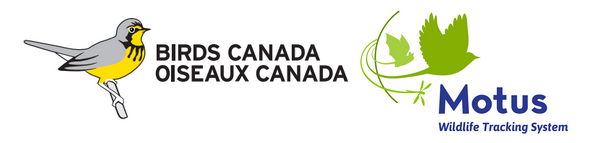 BIRDS CANADA
OISEAUX CANADA
Motus
Wildlife Tracking System